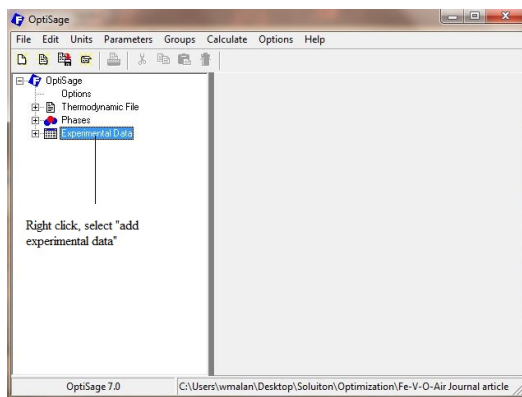 OptiSage
File Edit Units Parameters Groups Calculate Options Help
OptiSage
Options
Thermodynamic File
Phases
Experimental Data
Right click, select "add
experimental data"
OptiSage 7.0 C:\Users\wmalan\Desktop\Soluiton\Optimization\Fe-V-O-Air Journal article